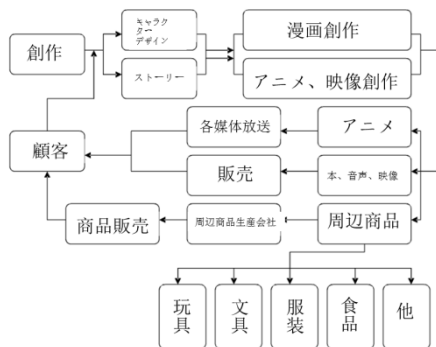 創作
キャラク
ターー
デザイン
ストーリー
漫画創作
アニメ、映像創作
顧客
各媒体放送
アニメ
販売
本、音声、映像
商品販売
周辺商品生産会社
周辺商品
玩具
文具
服装
食品
他